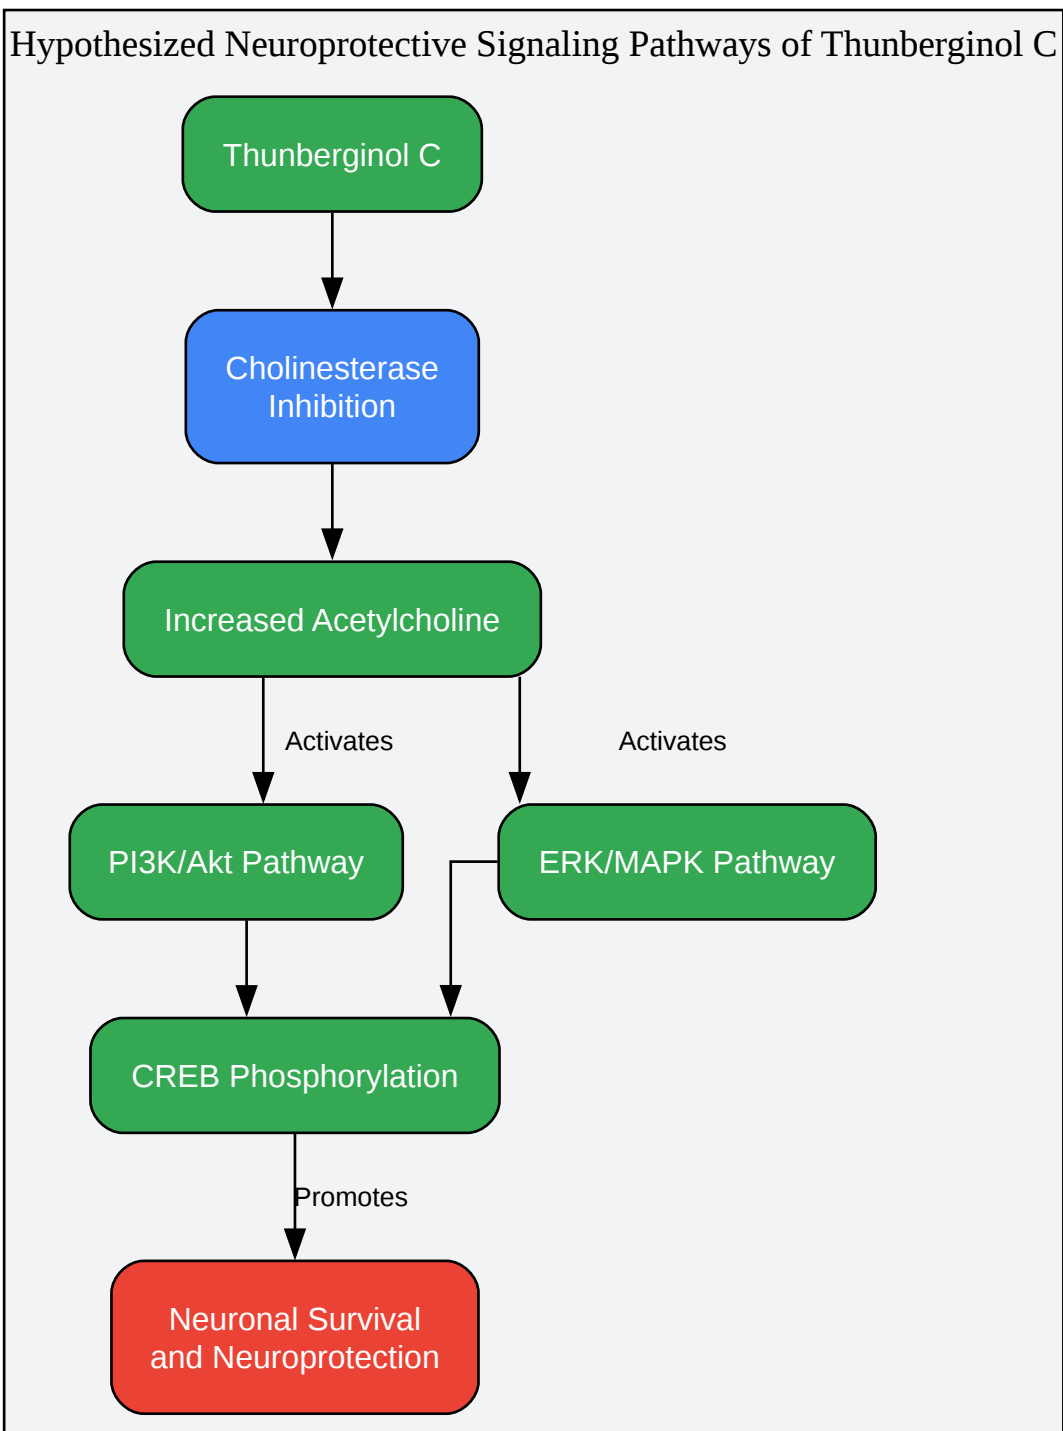 Hypothesized Neuroprotective Signaling Pathways of Thunberginol C
Thunberginol C
Cholinesterase
Inhibition
Increased Acetylcholine
Activates
Activates
PI3K/Akt Pathway
ERK/MAPK Pathway
CREB Phosphorylation
Promotes
Neuronal Survival
and Neuroprotection